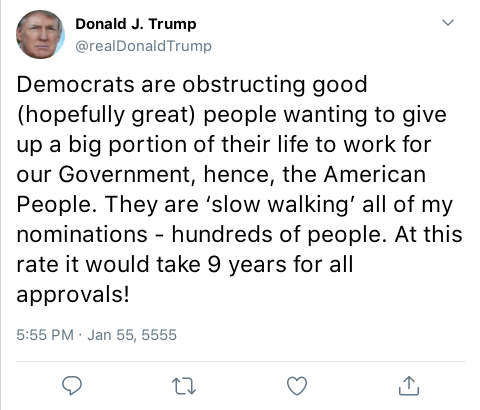 Donald J. Trump
@realDonaldTrump
Democrats are obstructing good
(hopefully great) people wanting to give
up a big portion of their life to work for
our Government, hence, the American
People. They are ‘slow walking’ all of my
nominations - hundreds of people. At this
rate it would take 9 years for all
approvals!
5:55 PM · Jan 55, 5555